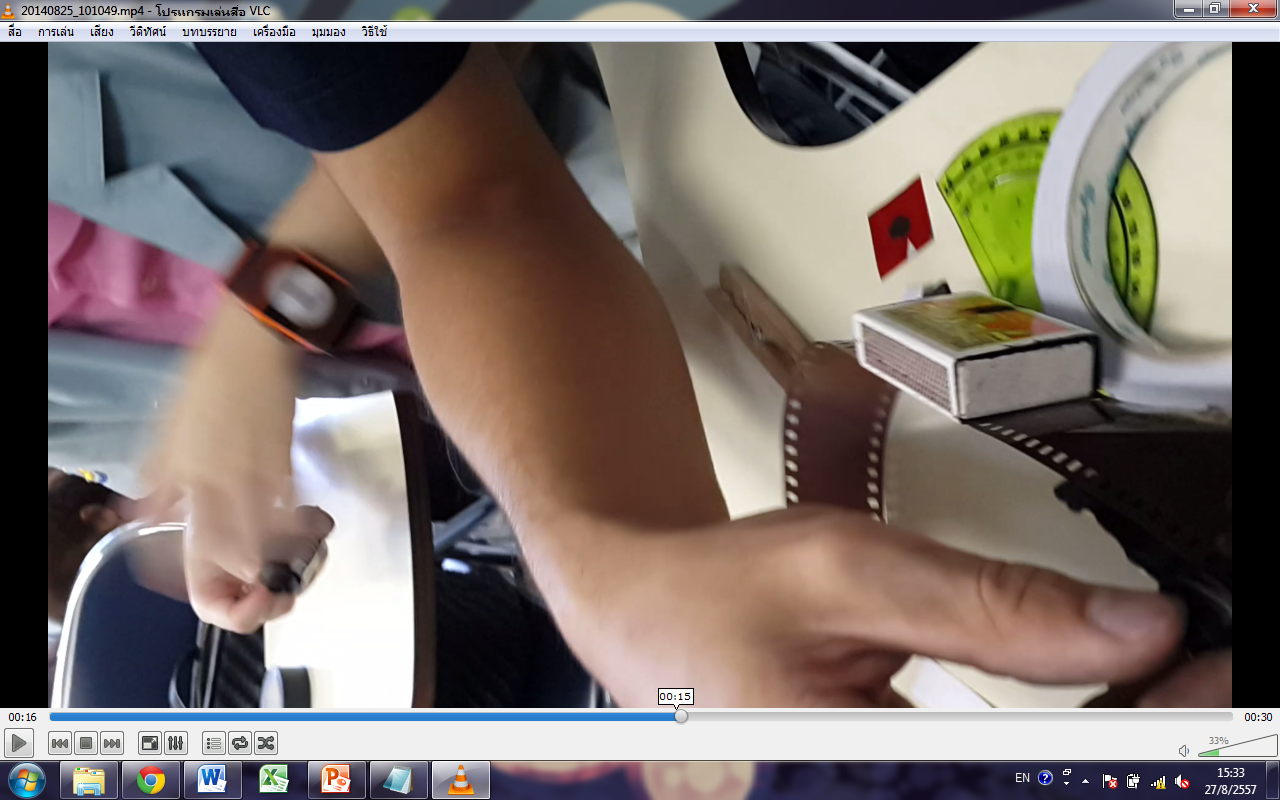 20140825_101049.mp4 - โปรแกรมเล่นสื่อ VLC
สื่อ การเล่น เสียง วีดิทัศน์ บทบรรยาย เครื่องมือ มุมมอง วิธีใช้
00:15
00:16 00:30
33%
EN 15:33
27/8/2557